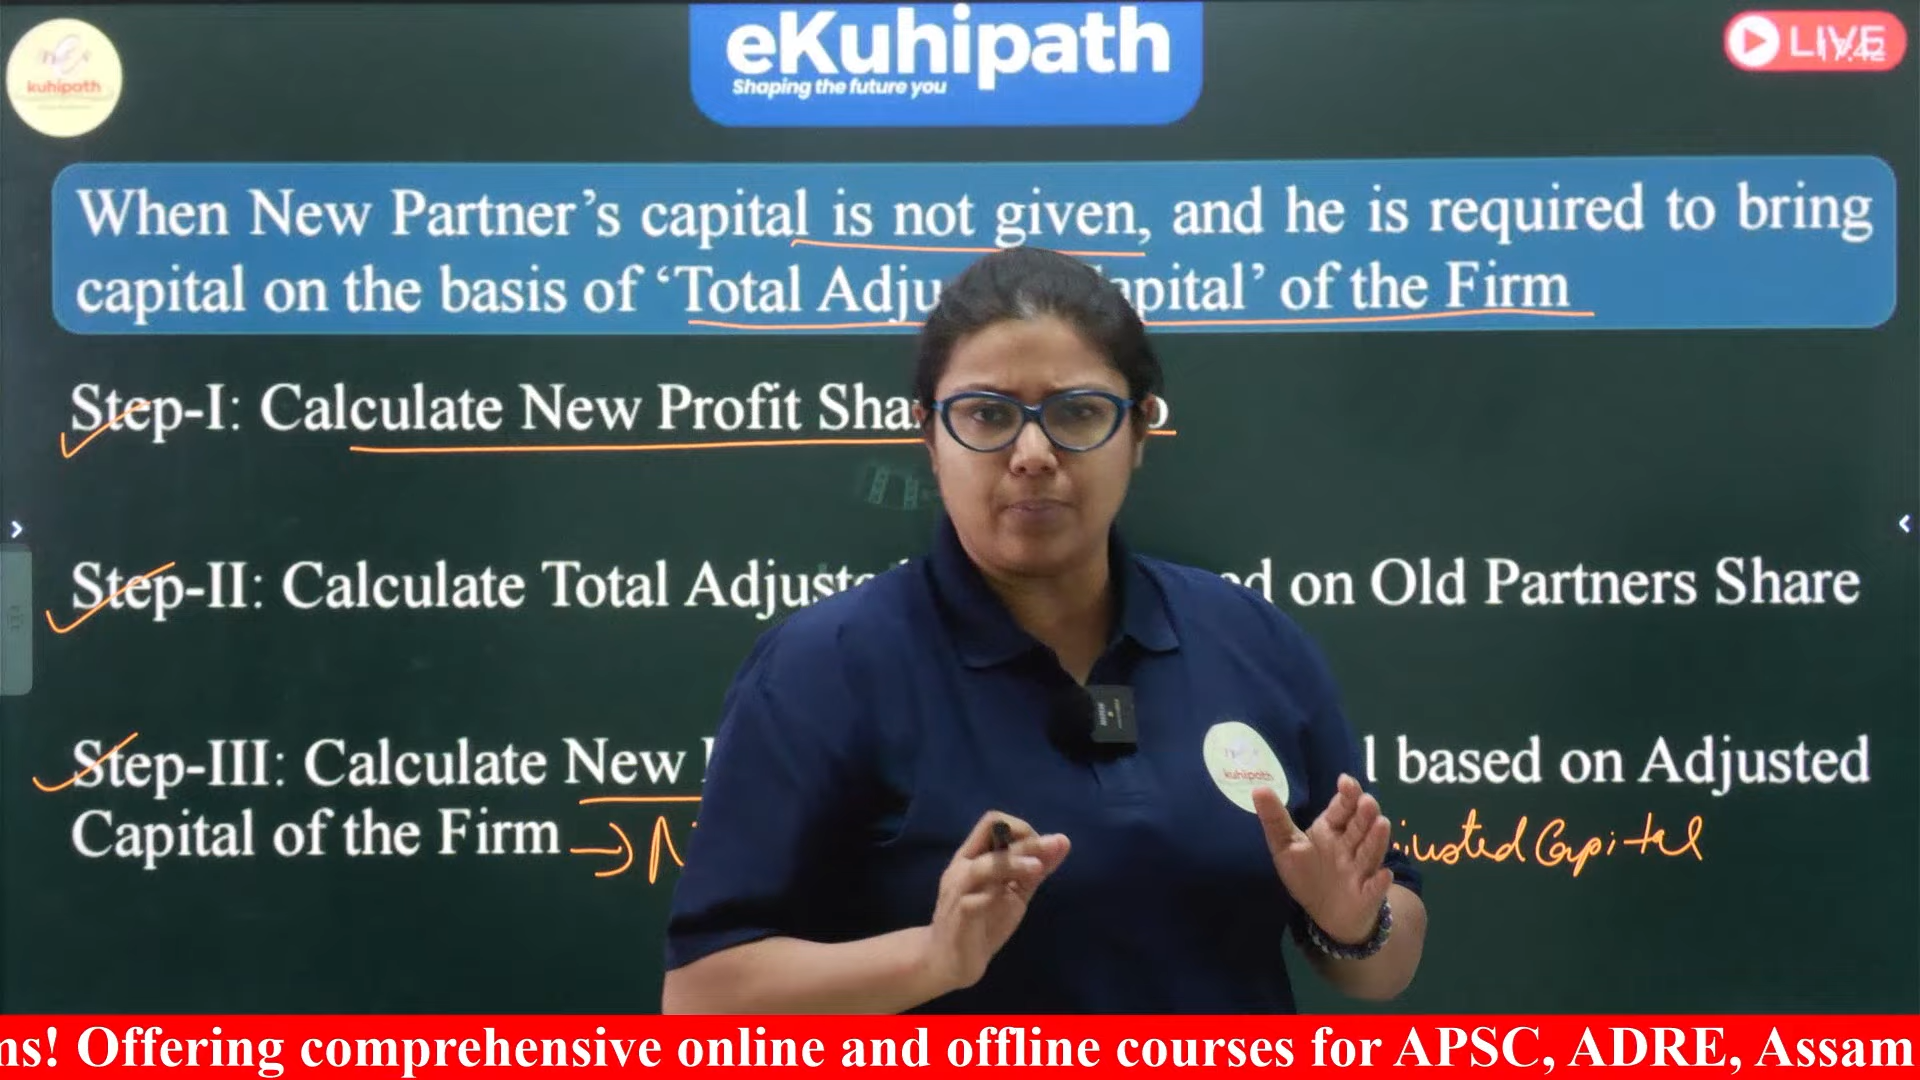 eKuhipath
Shaping the future you
LIVE
kuhipath
When New Partner’s capital is not given, and he is required to bring
capital on the basis of ‘Total Adju apital’ of the Firm
Step-I: Calculate New Profit Sha o
Step-II: Calculate Total Adjuste d on Old Partners Share
Step-III: Calculate New l based on Adjusted
Capital of the Firm → N justed Capital
kuhipath
ns! Offering comprehensive online and offline courses for APSC, ADRE, Assam